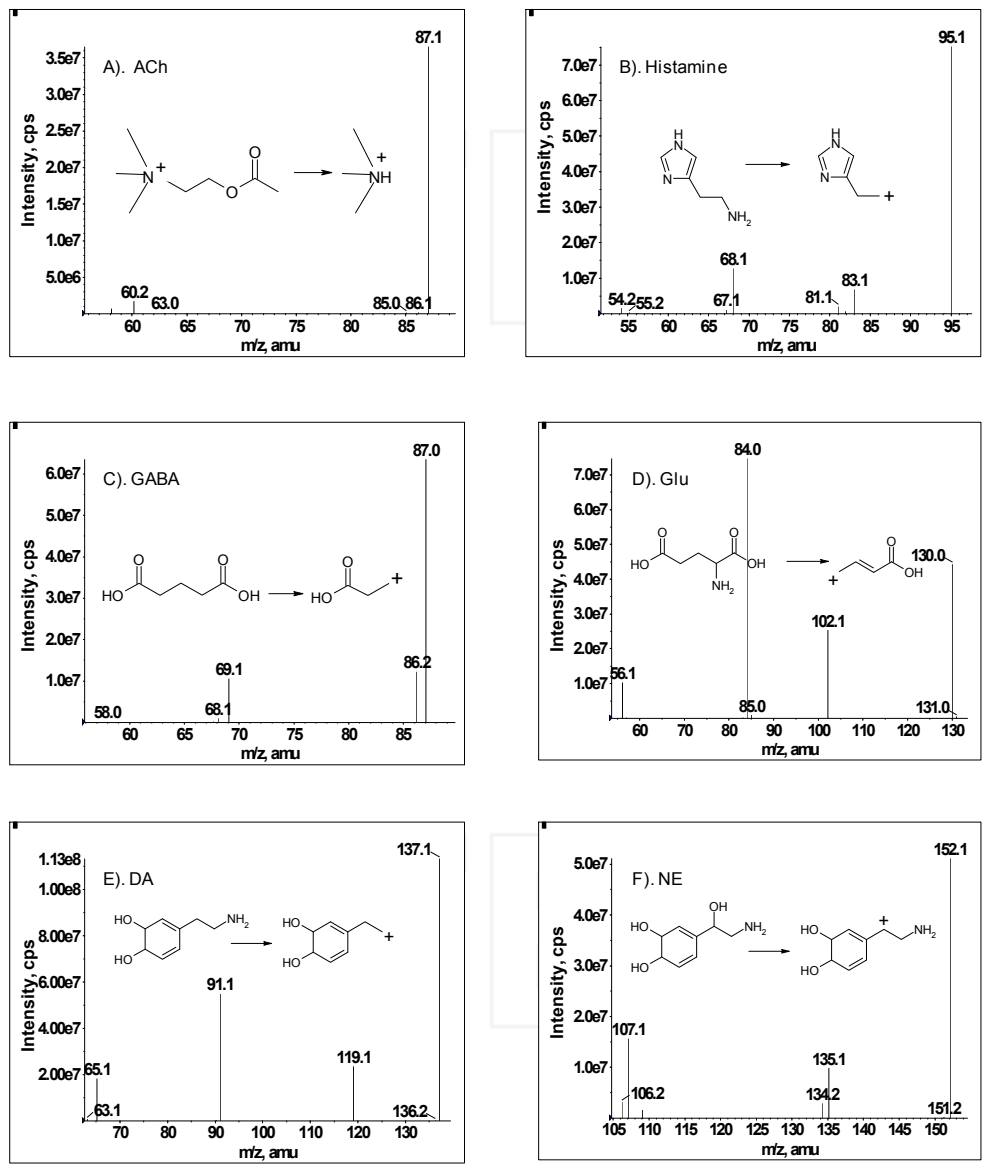 A). ACh
87.1
3.5e7
3.0e7
2.5e7
2.0e7
1.5e7
1.0e7
5.0e6
Intensity, cps
N+
O
O
NH+
60.2
63.0
85.0
86.1
60 65 70 75 80 85
m/z, amu
B). Histamine
95.1
7.0e7
6.0e7
5.0e7
4.0e7
3.0e7
2.0e7
1.0e7
Intensity, cps
H
N
N
NH2
H
N
N
+
68.1
83.1
54.2
55.2
67.1
81.1
55 60 65 70 75 80 85 90 95
m/z, amu
C). GABA
87.0
6.0e7
5.0e7
4.0e7
3.0e7
2.0e7
1.0e7
Intensity, cps
O
O
HO
OH
O
HO
+
69.1
86.2
58.0
68.1
60 65 70 75 80 85
m/z, amu
D). Glu
84.0
7.0e7
6.0e7
5.0e7
4.0e7
3.0e7
2.0e7
1.0e7
Intensity, cps
O
O
HO
OH
NH2
O
OH
+
130.0
102.1
56.1
85.0
131.0
60 70 80 90 100 110 120 130
m/z, amu
E). DA
137.1
1.13e8
1.00e8
8.00e7
6.00e7
4.00e7
2.00e7
Intensity, cps
HO
HO
NH2
HO
HO
+
91.1
119.1
65.1
63.1
136.2
70 80 90 100 110 120 130
m/z, amu
F). NE
152.1
5.0e7
4.0e7
3.0e7
2.0e7
1.0e7
Intensity, cps
OH
HO
HO
NH2
+
HO
HO
NH2
107.1
135.1
106.2
134.2
151.2
105 110 115 120 125 130 135 140 145 150
m/z, amu